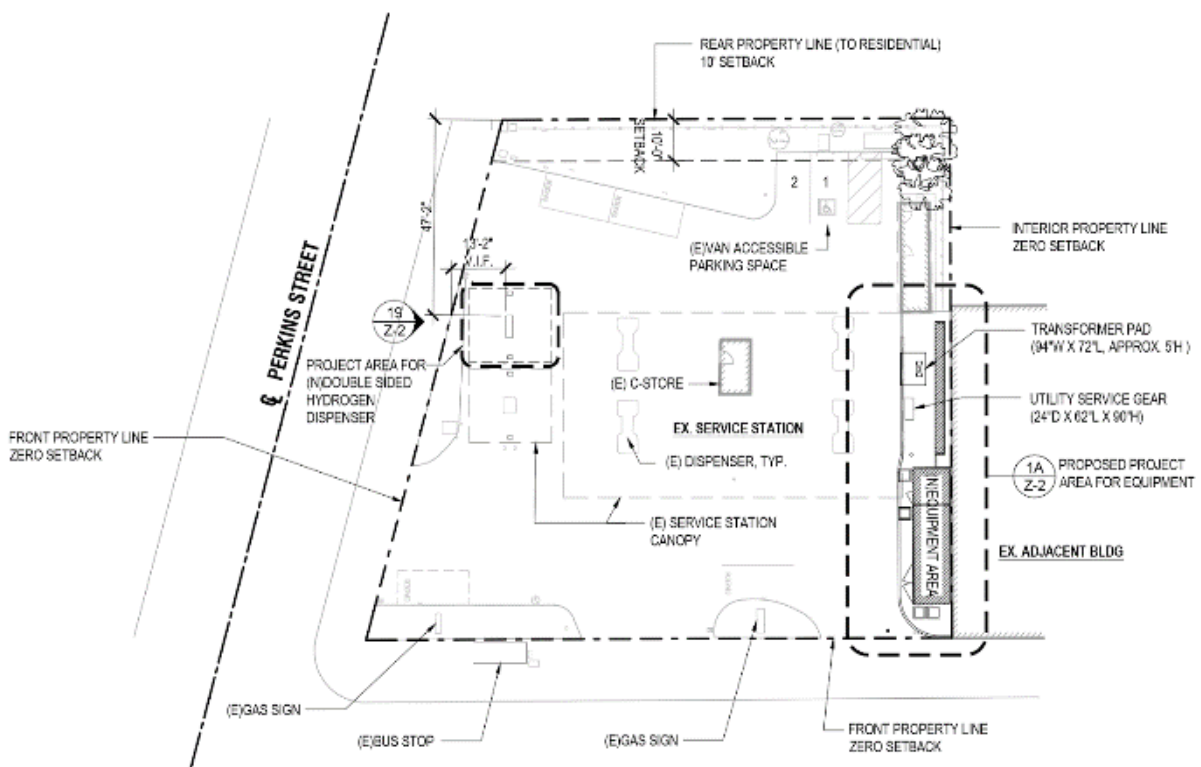 REAR PROPERTY LINE (TO RESIDENTIAL)
10' SETBACK
10'-0"
SETBACK
47'-2"
13'-2"
V.I.F.
2
1
(E)VAN ACCESSIBLE
PARKING SPACE
INTERIOR PROPERTY LINE
ZERO SETBACK
19
Z-2
℄ PERKINS STREET
PROJECT AREA FOR
(N)DOUBLE SIDED
HYDROGEN
DISPENSER
(E) C-STORE
TRANSFORMER PAD
(94"W X 72"L, APPROX. 5'H )
UTILITY SERVICE GEAR
(24"D X 62"L X 90"H)
FRONT PROPERTY LINE
ZERO SETBACK
EX. SERVICE STATION
(E) DISPENSER, TYP.
1A
Z-2
PROPOSED PROJECT
AREA FOR EQUIPMENT
(N)EQUIPMENT AREA
(E) SERVICE STATION
CANOPY
EX. ADJACENT BLDG
(E)GAS SIGN
(E)BUS STOP
(E)GAS SIGN
FRONT PROPERTY LINE
ZERO SETBACK